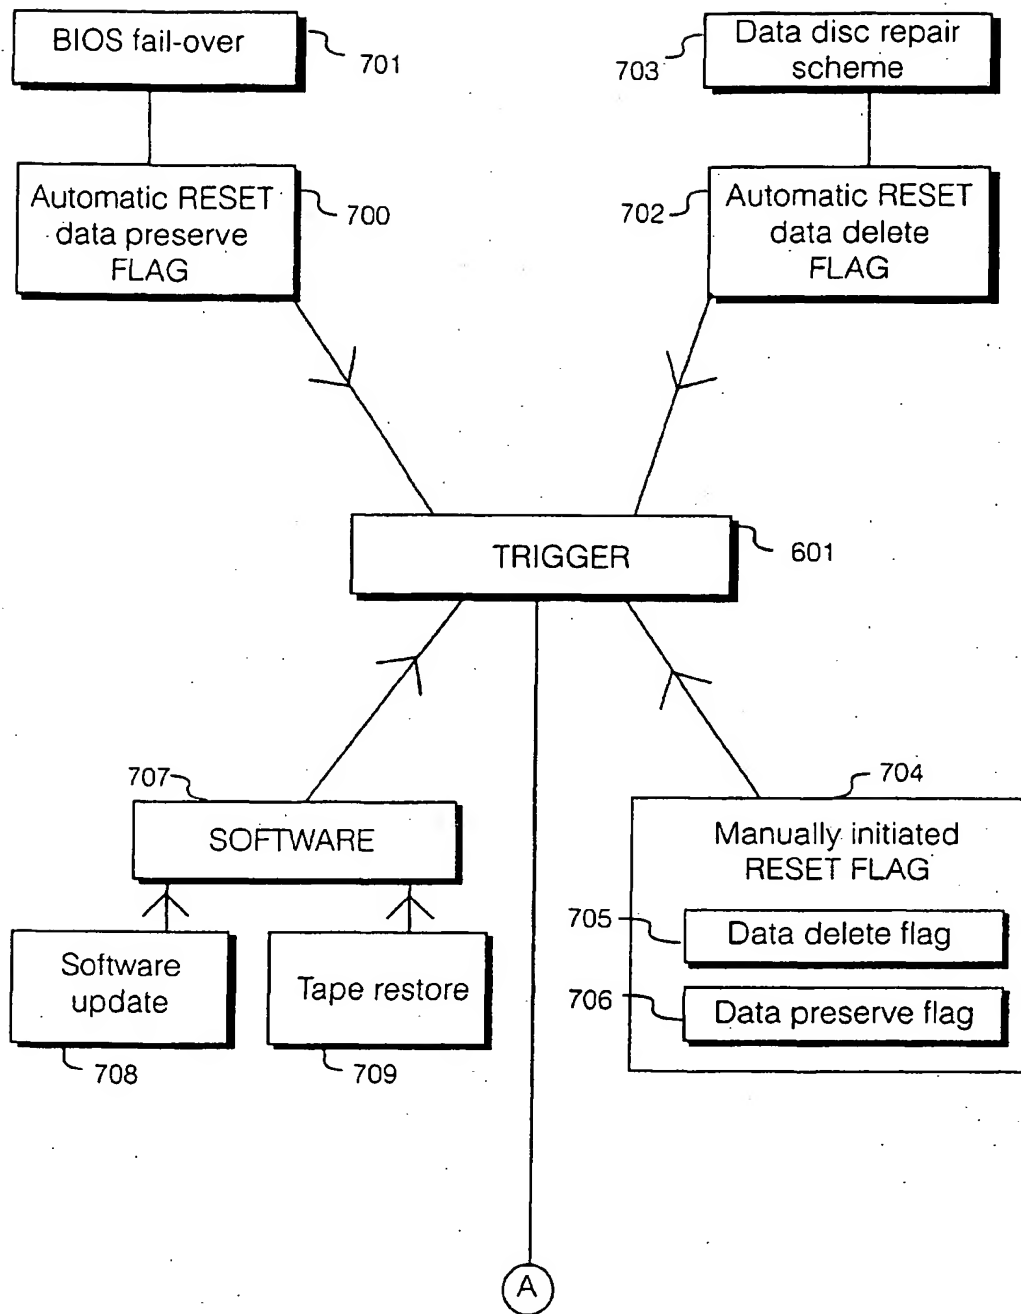 BIOS fail-over
701
703
Data disc repair
scheme
Automatic RESET
data preserve
FLAG
700
702
Automatic RESET
data delete
FLAG
TRIGGER
601
707
SOFTWARE
704
Manually initiated
RESET FLAG
705
Data delete flag
706
Data preserve flag
Software
update
Tape restore
708
709
A